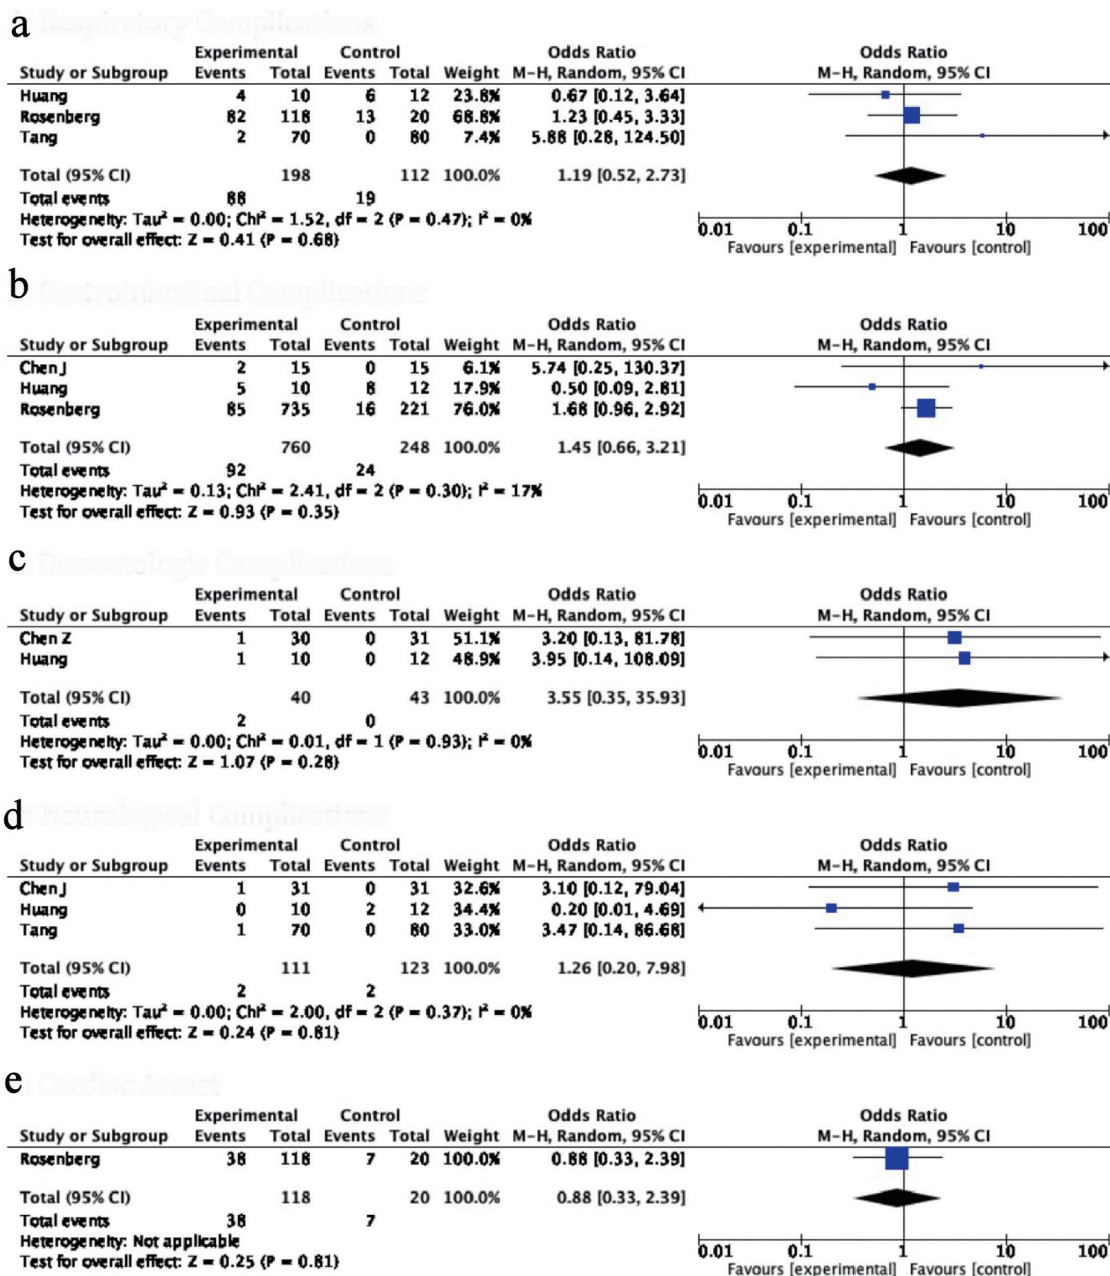 a Respiratory Complications
Experimental Control Odds Ratio Odds Ratio
Study or Subgroup Events Total Events Total Weight M-H, Random, 95% CI M-H, Random, 95% CI
Huang 4 10 6 12 23.8% 0.67 [0.12, 3.64]
Rosenberg 82 118 13 20 68.8% 1.23 [0.45, 3.33]
Tang 2 70 0 80 7.4% 5.88 [0.28, 124.50]
Total (95% CI) 198 112 100.0% 1.19 [0.52, 2.73]
Total events 88 19
Heterogeneity: Tau² = 0.00; Chi² = 1.52, df = 2 (P = 0.47); I² = 0%
Test for overall effect: Z = 0.41 (P = 0.68)
0.01 0.1 1 10 100
Favours [experimental] Favours [control]
b Gastrointestinal Complications
Experimental Control Odds Ratio Odds Ratio
Study or Subgroup Events Total Events Total Weight M-H, Random, 95% CI M-H, Random, 95% CI
Chen J 2 15 0 15 6.1% 5.74 [0.25, 130.37]
Huang 5 10 8 12 17.9% 0.50 [0.09, 2.81]
Rosenberg 85 735 16 221 76.0% 1.68 [0.96, 2.92]
Total (95% CI) 760 248 100.0% 1.45 [0.66, 3.21]
Total events 92 24
Heterogeneity: Tau² = 0.13; Chi² = 2.41, df = 2 (P = 0.30); I² = 17%
Test for overall effect: Z = 0.93 (P = 0.35)
0.01 0.1 1 10 100
Favours [experimental] Favours [control]
c Dermatologic Complications
Experimental Control Odds Ratio Odds Ratio
Study or Subgroup Events Total Events Total Weight M-H, Random, 95% CI M-H, Random, 95% CI
Chen Z 1 30 0 31 51.1% 3.20 [0.13, 81.78]
Huang 1 10 0 12 48.9% 3.95 [0.14, 108.09]
Total (95% CI) 40 43 100.0% 3.55 [0.35, 35.93]
Total events 2 0
Heterogeneity: Tau² = 0.00; Chi² = 0.01, df = 1 (P = 0.93); I² = 0%
Test for overall effect: Z = 1.07 (P = 0.28)
0.01 0.1 1 10 100
Favours [experimental] Favours [control]
d Neurological Complications
Experimental Control Odds Ratio Odds Ratio
Study or Subgroup Events Total Events Total Weight M-H, Random, 95% CI M-H, Random, 95% CI
Chen J 1 31 0 31 32.6% 3.10 [0.12, 79.04]
Huang 0 10 2 12 34.4% 0.20 [0.01, 4.69]
Tang 1 70 0 80 33.0% 3.47 [0.14, 86.68]
Total (95% CI) 111 123 100.0% 1.26 [0.20, 7.98]
Total events 2 2
Heterogeneity: Tau² = 0.00; Chi² = 2.00, df = 2 (P = 0.37); I² = 0%
Test for overall effect: Z = 0.24 (P = 0.81)
0.01 0.1 1 10 100
Favours [experimental] Favours [control]
e Cardiac Arrest
Experimental Control Odds Ratio Odds Ratio
Study or Subgroup Events Total Events Total Weight M-H, Random, 95% CI M-H, Random, 95% CI
Rosenberg 38 118 7 20 100.0% 0.88 [0.33, 2.39]
Total (95% CI) 118 20 100.0% 0.88 [0.33, 2.39]
Total events 38 7
Heterogeneity: Not applicable
Test for overall effect: Z = 0.25 (P = 0.81)
0.01 0.1 1 10 100
Favours [experimental] Favours [control]